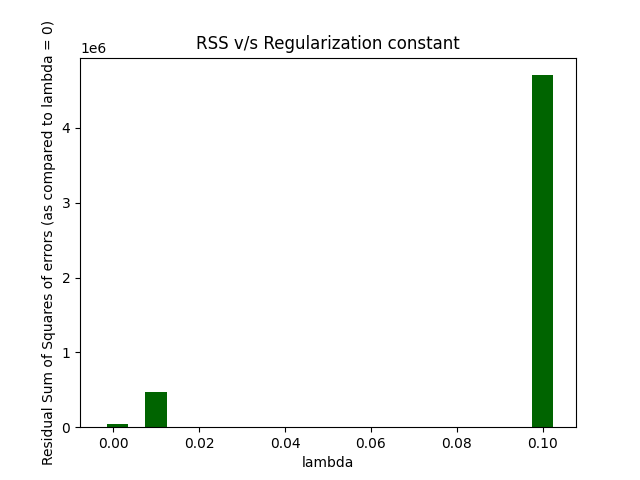 RSS v/s Regularization constant
1e6
Residual Sum of Squares of errors (as compared to lambda = 0)
4
3
2
1
0
0.00 0.02 0.04 0.06 0.08 0.10
lambda